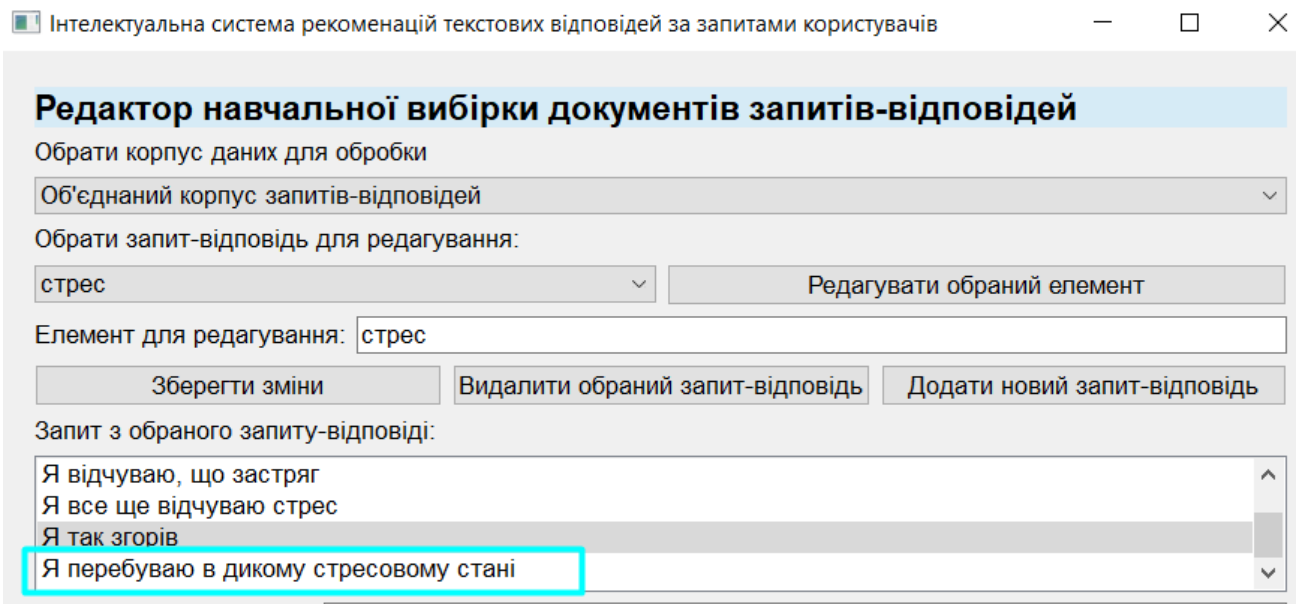 Інтелектуальна система рекоменацій текстових відповідей за запитами користувачів
Редактор навчальної вибірки документів запитів-відповідей
Обрати корпус даних для обробки
Об'єднаний корпус запитів-відповідей
Обрати запит-відповідь для редагування:
стрес Редагувати обраний елемент
Елемент для редагування: стрес
Зберегти зміни Видалити обраний запит-відповідь Додати новий запит-відповідь
Запит з обраного запиту-відповіді:
Я відчуваю, що застряг
Я все ще відчуваю стрес
Я так згорів
Я перебуваю в дикому стресовому стані